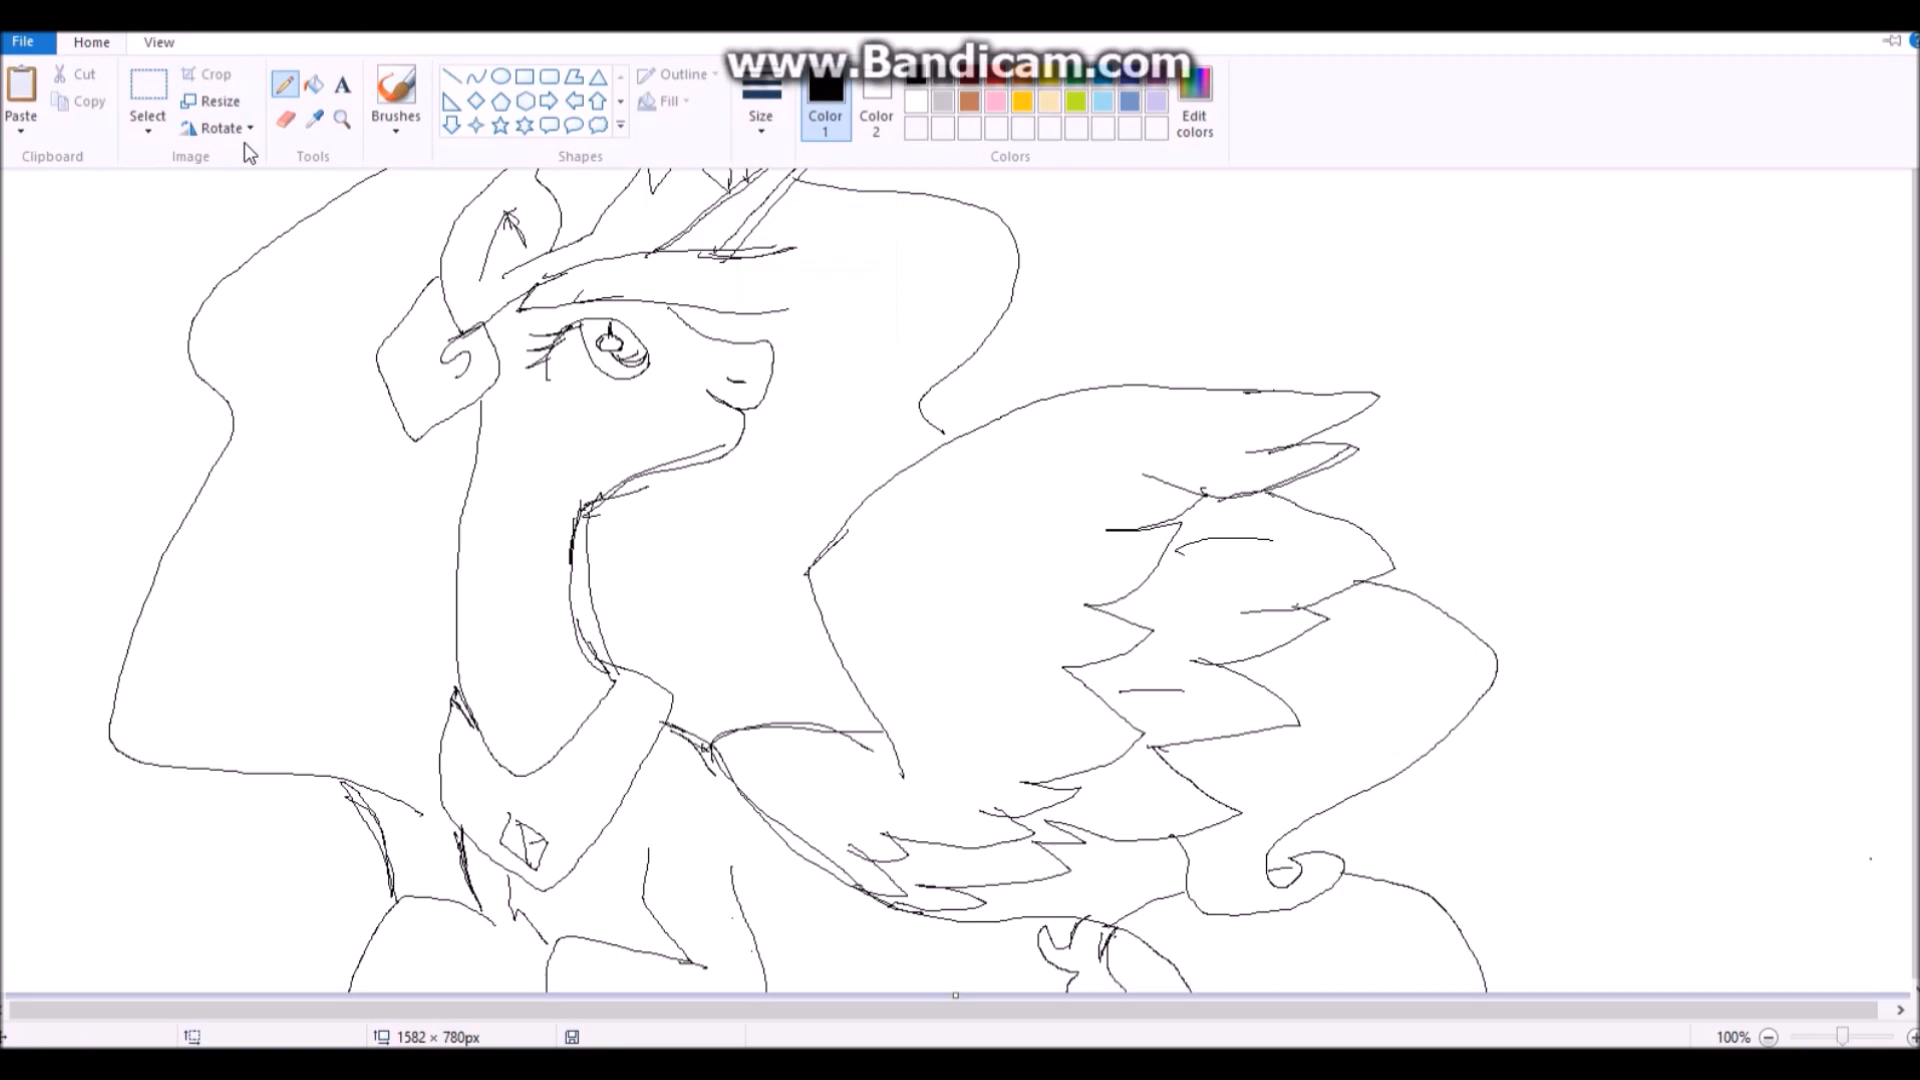 www.Bandicam.com
File Home View
Cut
Copy
Paste
Clipboard
Crop
Resize
Rotate
Select
Image
A
Tools
Brushes
Shapes
Outline
Fill
Size
Color 1
Color 2
Edit colors
Colors
1582 × 780px
100%